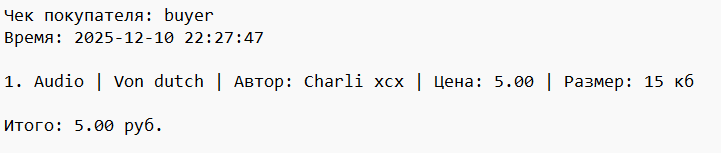 Чек покупателя: buyer
Время: 2025-12-10 22:27:47
1. Audio | Von dutch | Автор: Charli xcx | Цена: 5.00 | Размер: 15 кб
Итого: 5.00 руб.